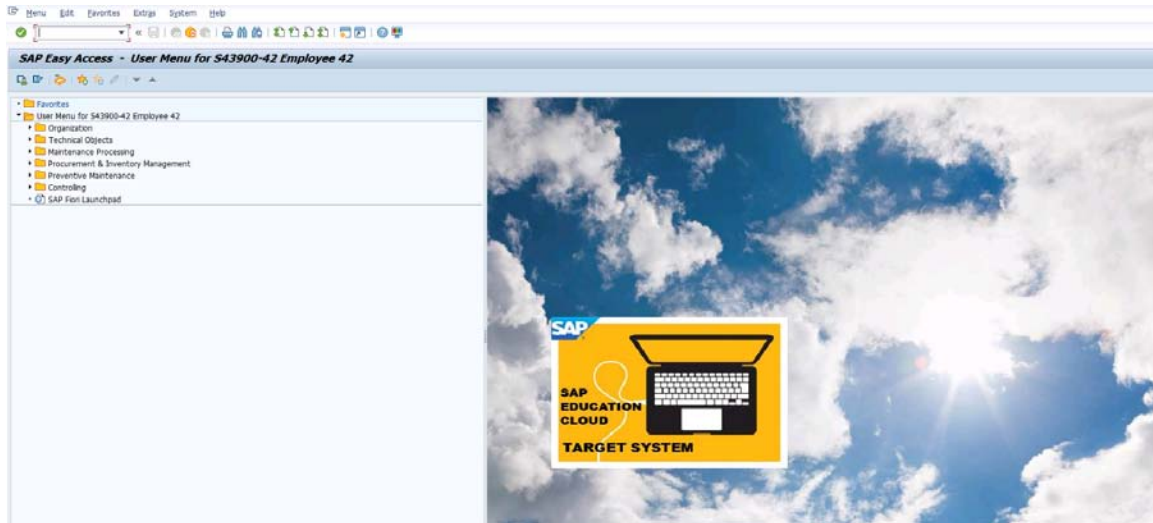 Menu Edit Favorites Extras System Help
SAP Easy Access - User Menu for S43900-42 Employee 42
Favorites
User Menu for S43900-42 Employee 42
Organization
Technical Objects
Maintenance Processing
Procurement & Inventory Management
Preventive Maintenance
Controlling
SAP Fiori Launchpad
SAP
SAP
EDUCATION
CLOUD
TARGET SYSTEM